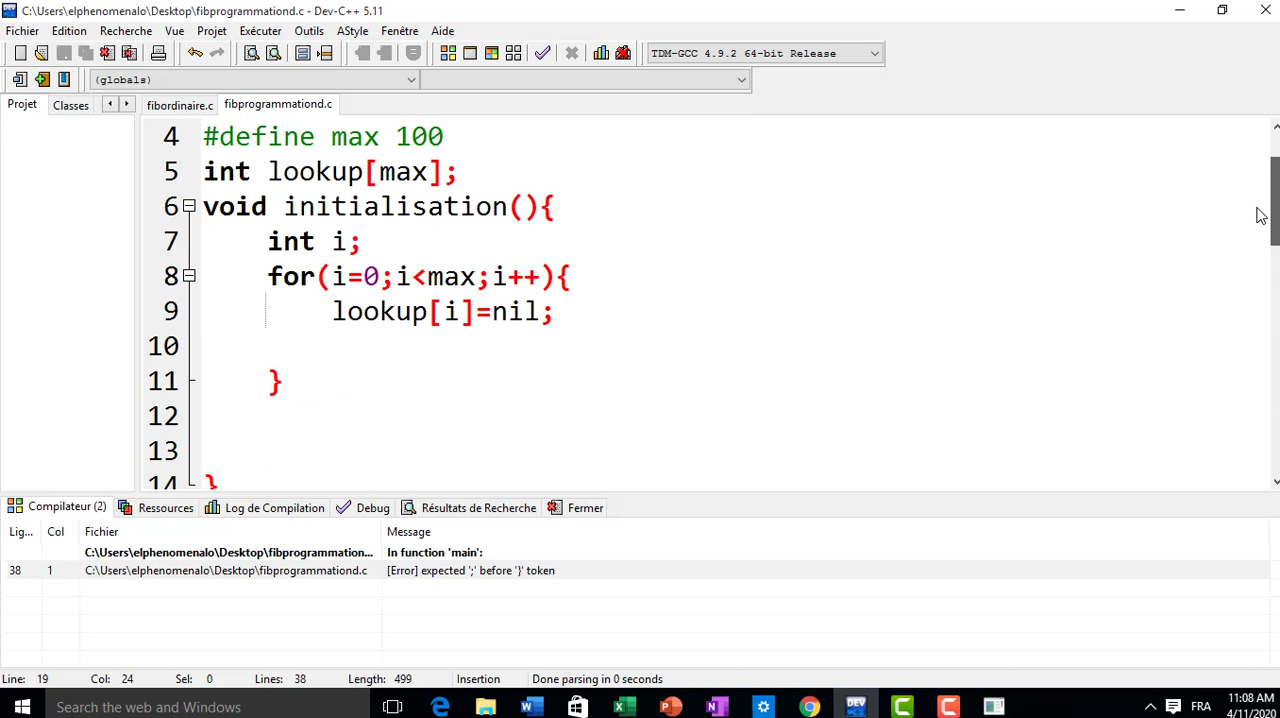 C:\Users\elphenomenalo\Desktop\fibprogrammationd.c - Dev-C++ 5.11
Fichier Edition Recherche Vue Projet Exécuter Outils AStyle Fenêtre Aide
TDM-GCC 4.9.2 64-bit Release
(globals)
Projet Classes fibordinaire.c fibprogrammationd.c
4 #define max 100
5 int lookup[max];
6 void initialisation(){
7 int i;
8 for(i=0;i<max;i++){
9 lookup[i]=nil;
10
11 }
12
13
14 }
Compilateur (2) Ressources Log de Compilation Debug Résultats de Recherche Fermer
Lig... Col Fichier Message
C:\Users\elphenomenalo\Desktop\fibprogrammation... In function 'main':
38 1 C:\Users\elphenomenalo\Desktop\fibprogrammationd.c [Error] expected ';' before '}' token
Line: 19 Col: 24 Sel: 0 Lines: 38 Length: 499 Insertion Done parsing in 0 seconds
Search the web and Windows
DEV
FRA
11:08 AM
4/11/2020